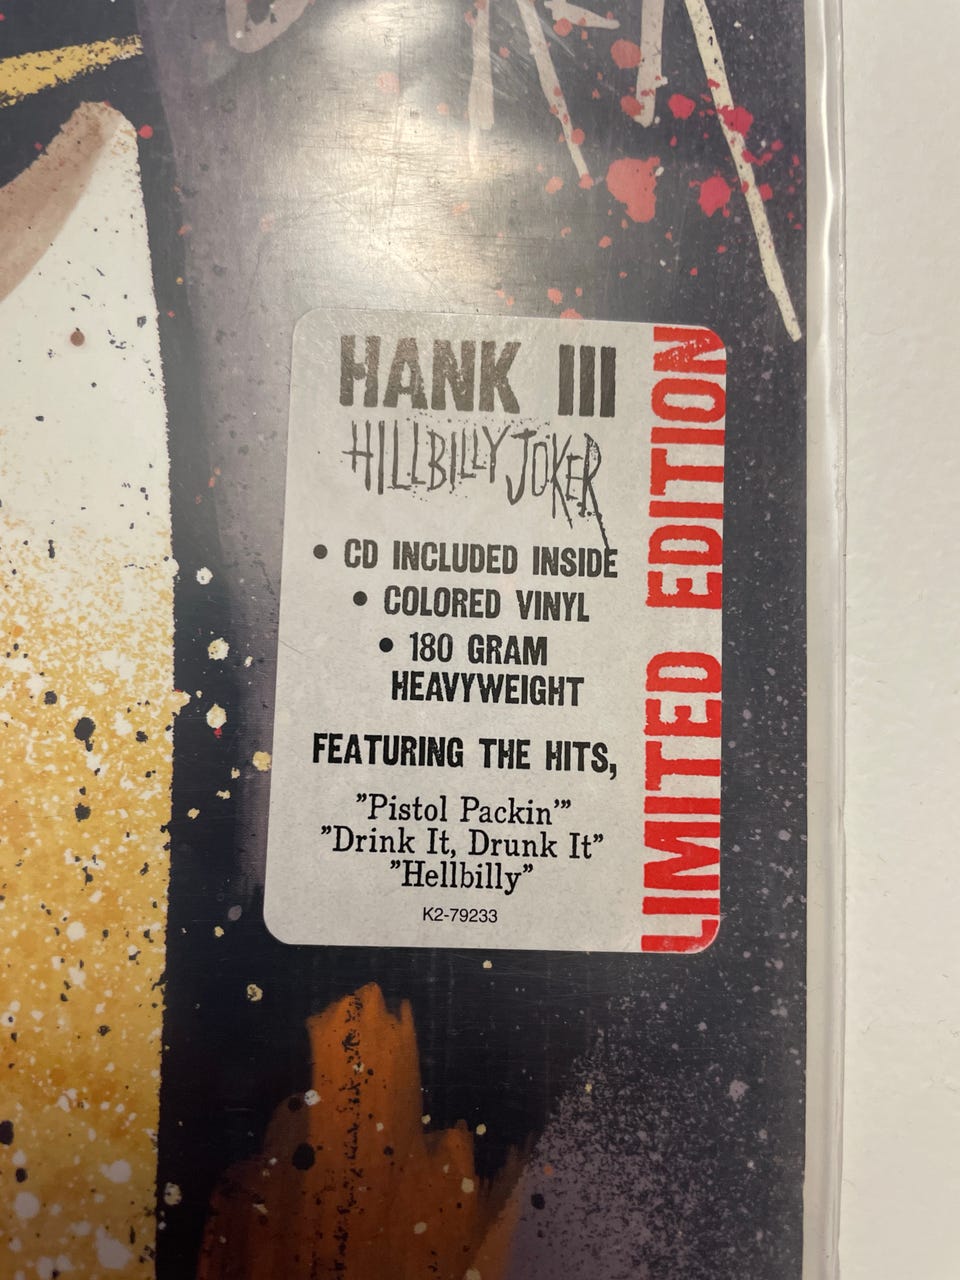 HANK III
HILLBILLY JOKER
• CD INCLUDED INSIDE
• COLORED VINYL
• 180 GRAM
HEAVYWEIGHT
FEATURING THE HITS,
"Pistol Packin'"
"Drink It, Drunk It"
"Hellbilly"
K2-79233
LIMITED EDITION